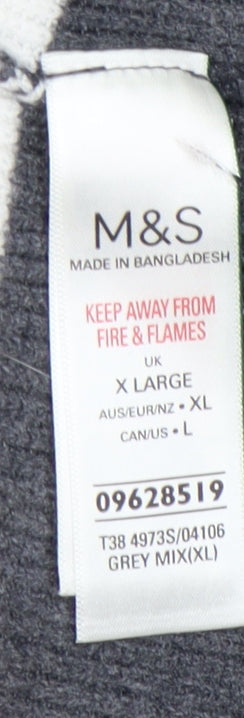 M&S
MADE IN BANGLADESH
KEEP AWAY FROM
FIRE & FLAMES
UK
X LARGE
AUS/EUR/NZ • XL
CAN/US • L
09628519
T38 4973S/04106
GREY MIX(XL)